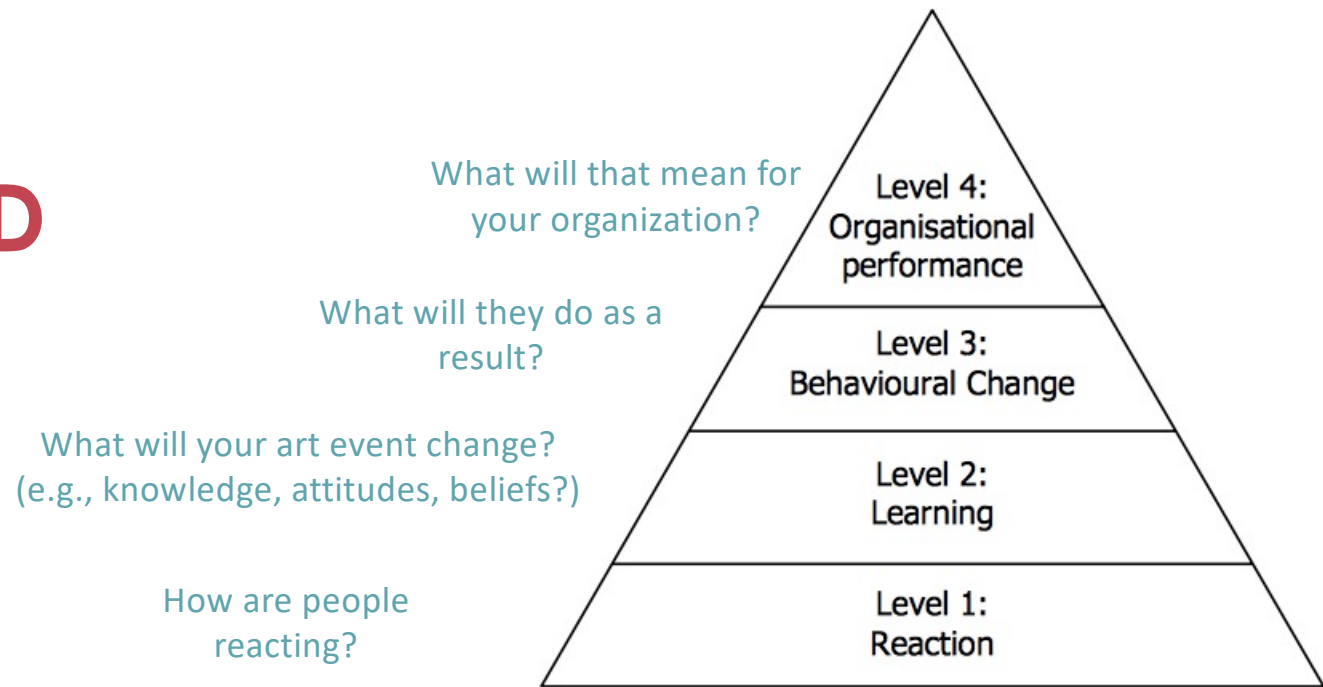 D
What will that mean for
your organization?
Level 4:
Organisational
performance
What will they do as a
result?
Level 3:
Behavioural Change
What will your art event change?
(e.g., knowledge, attitudes, beliefs?)
Level 2:
Learning
How are people
reacting?
Level 1:
Reaction